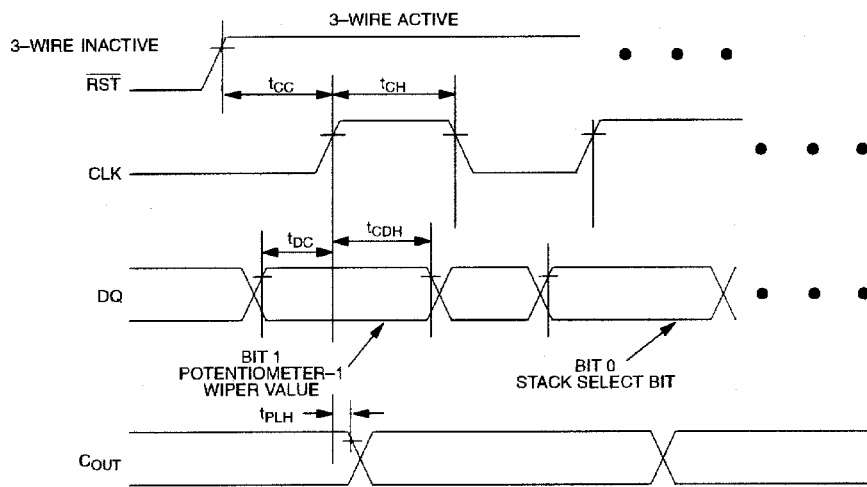 3–WIRE ACTIVE
3–WIRE INACTIVE
RST
tCC
tCH
CLK
tDC
tCDH
DQ
BIT 1
POTENTIOMETER–1
WIPER VALUE
BIT 0
STACK SELECT BIT
tPLH
COUT